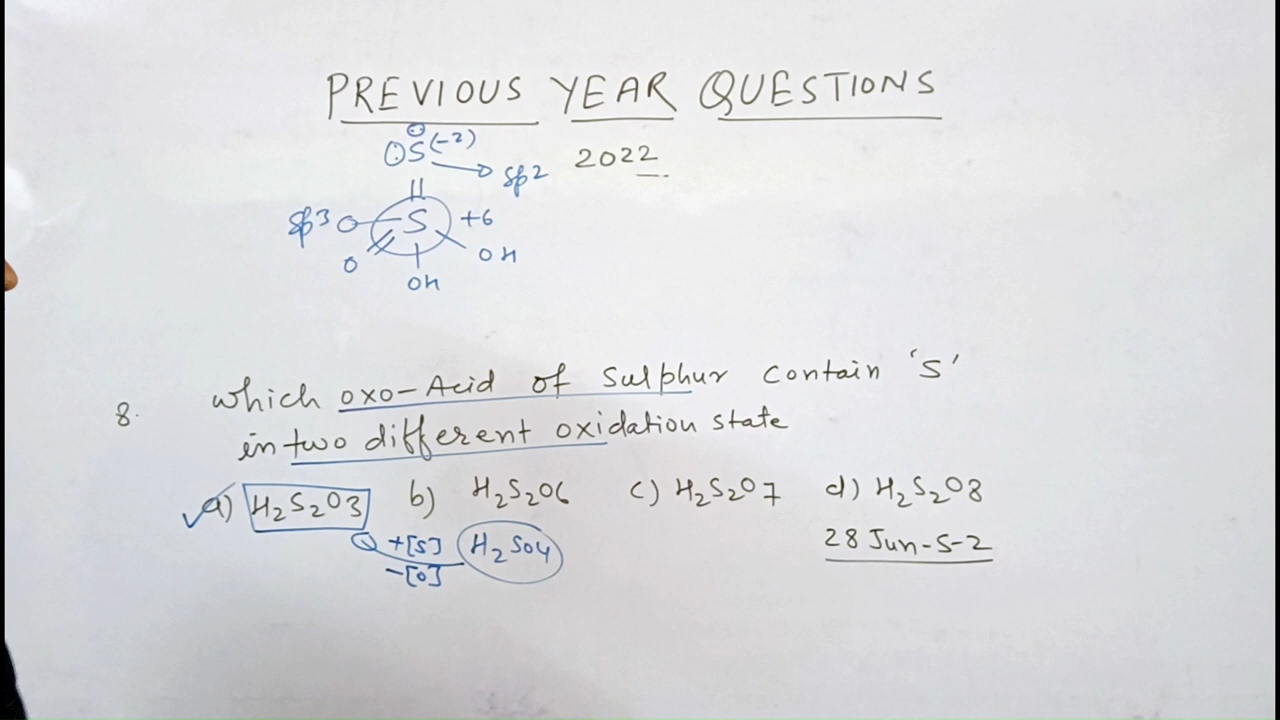 PREVIOUS YEAR QUESTIONS
2022
S(-2)
sp2
||
sp3 O S +6
O OH
OH
8. which oxo-Acid of Sulphur contain 'S'
in two different oxidation state
a) H2S2O3 b) H2S2O6 c) H2S2O7 d) H2S2O8
+[S] H2SO4
-[O]
28 Jun-S-2